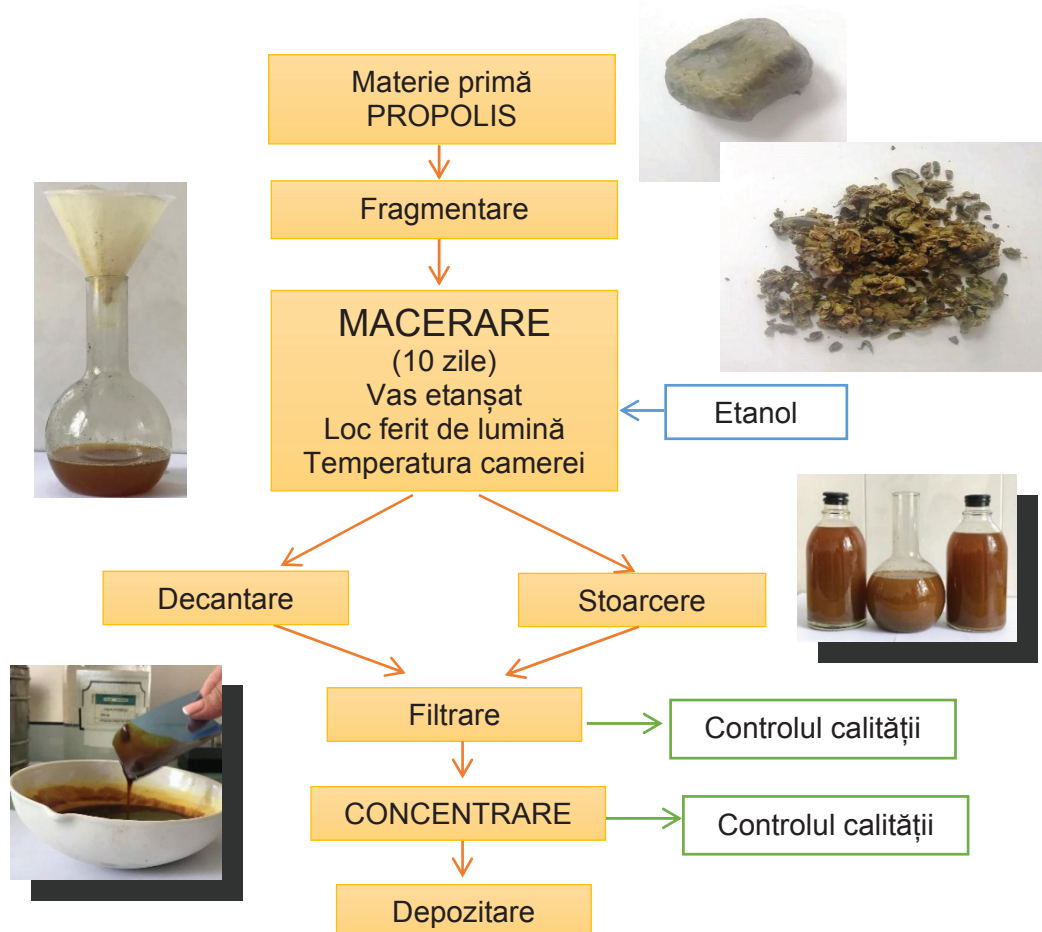 Materie primă
PROPOLIS
Fragmentare
MACERARE
(10 zile)
Vas etanșat
Loc ferit de lumină
Temperatura camerei
Etanol
Decantare
Stoarcere
Filtrare
Controlul calității
CONCENTRARE
Controlul calității
Depozitare